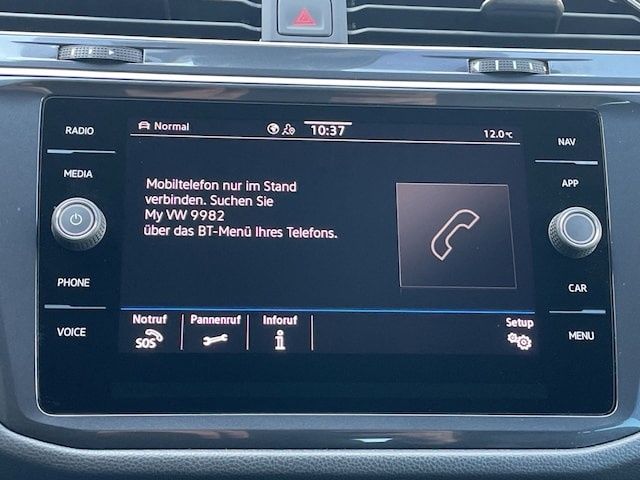 RADIO
MEDIA
PHONE
VOICE
Normal
10:37
12.0°C
Mobiltelefon nur im Stand
verbinden. Suchen Sie
My VW 9982
über das BT-Menü Ihres Telefons.
Notruf
SOS
Pannenruf
Inforuf
Setup
NAV
APP
CAR
MENU